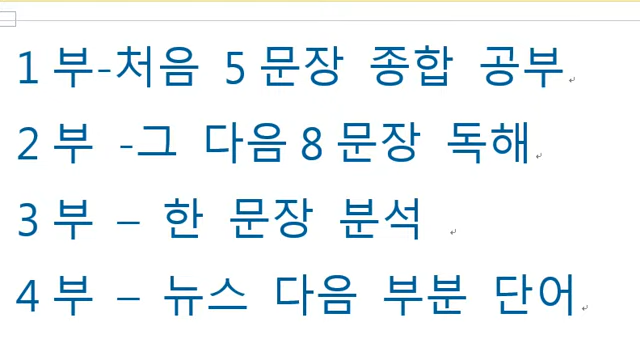 1부-처음 5문장 종합 공부
2부 -그 다음 8문장 독해
3부 – 한 문장 분석
4부 – 뉴스 다음 부분 단어